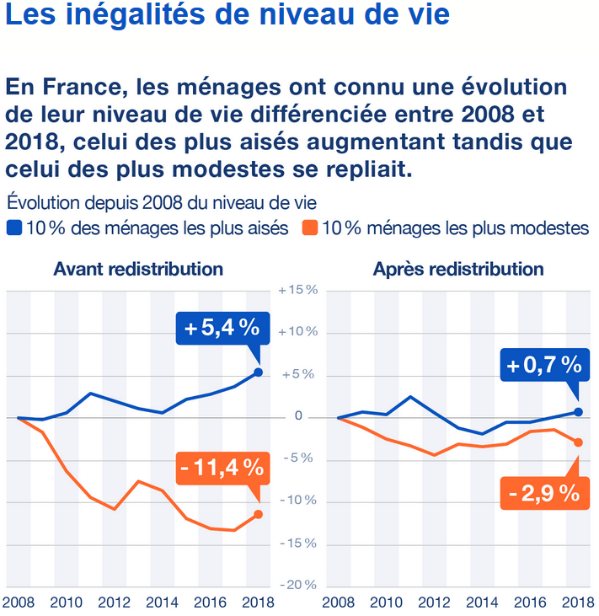 Les inégalités de niveau de vie
En France, les ménages ont connu une évolution
de leur niveau de vie différenciée entre 2008 et
2018, celui des plus aisés augmentant tandis que
celui des plus modestes se repliait.
Évolution depuis 2008 du niveau de vie
10 % des ménages les plus aisés 10 % ménages les plus modestes
Avant redistribution Après redistribution
+15 %
+10 %
+5 %
0
-5 %
-10 %
-15 %
-20 %
+ 5,4 %
- 11,4 %
+ 0,7 %
- 2,9 %
2008 2010 2012 2014 2016 2018 2008 2010 2012 2014 2016 2018